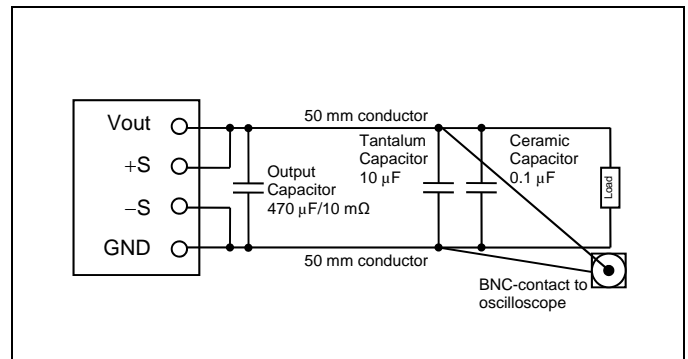 Vout
+S
−S
GND
50 mm conductor
Output
Capacitor
470 μF/10 mΩ
Tantalum
Capacitor
10 μF
Ceramic
Capacitor
0.1 μF
Load
50 mm conductor
BNC-contact to
oscilloscope